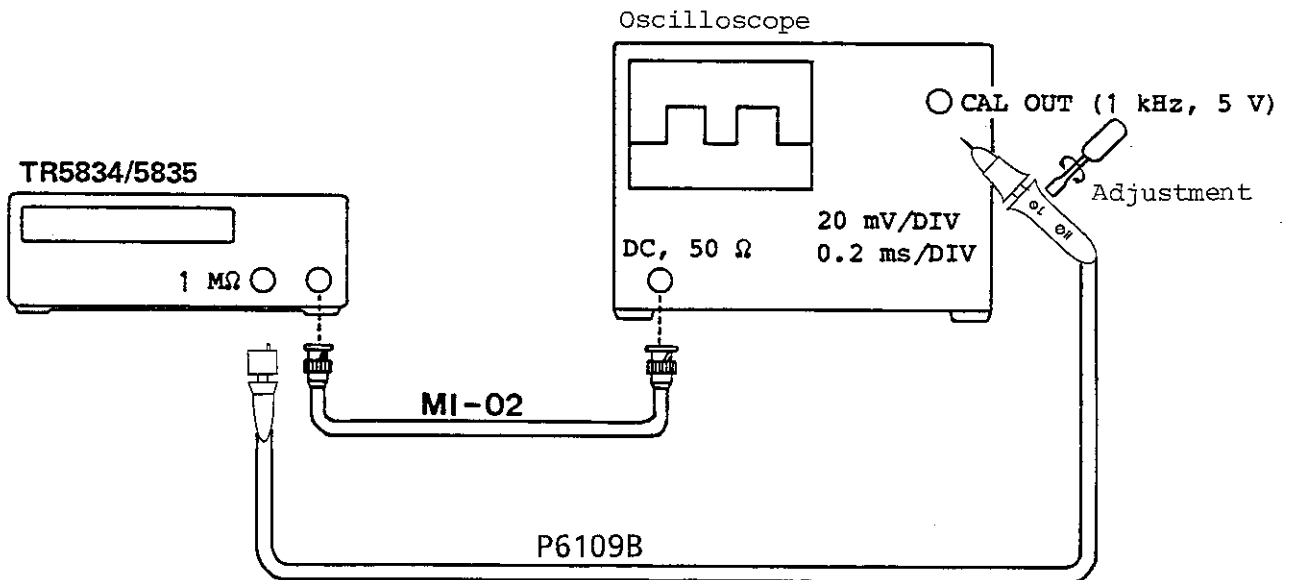 Oscilloscope
CAL OUT (1 kHz, 5 V)
TR5834/5835
Adjustment
20 mV/DIV
DC, 50 Ω
0.2 ms/DIV
1 MΩ
MI-02
P6109B